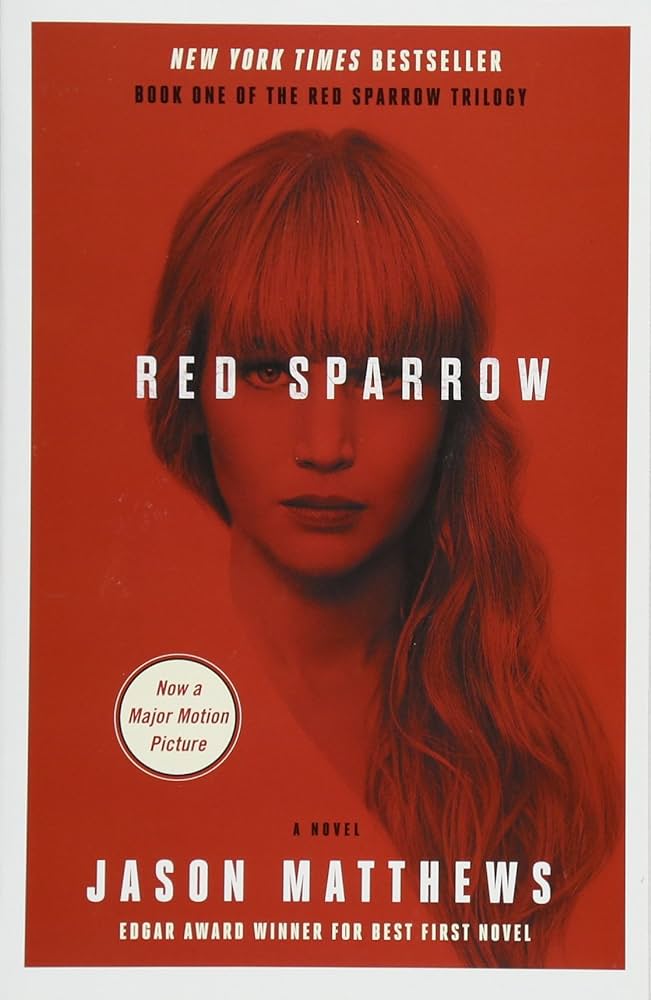 NEW YORK TIMES BESTSELLER
BOOK ONE OF THE RED SPARROW TRILOGY
RED SPARROW
Now a
Major Motion
Picture
A NOVEL
JASON MATTHEWS
EDGAR AWARD WINNER FOR BEST FIRST NOVEL